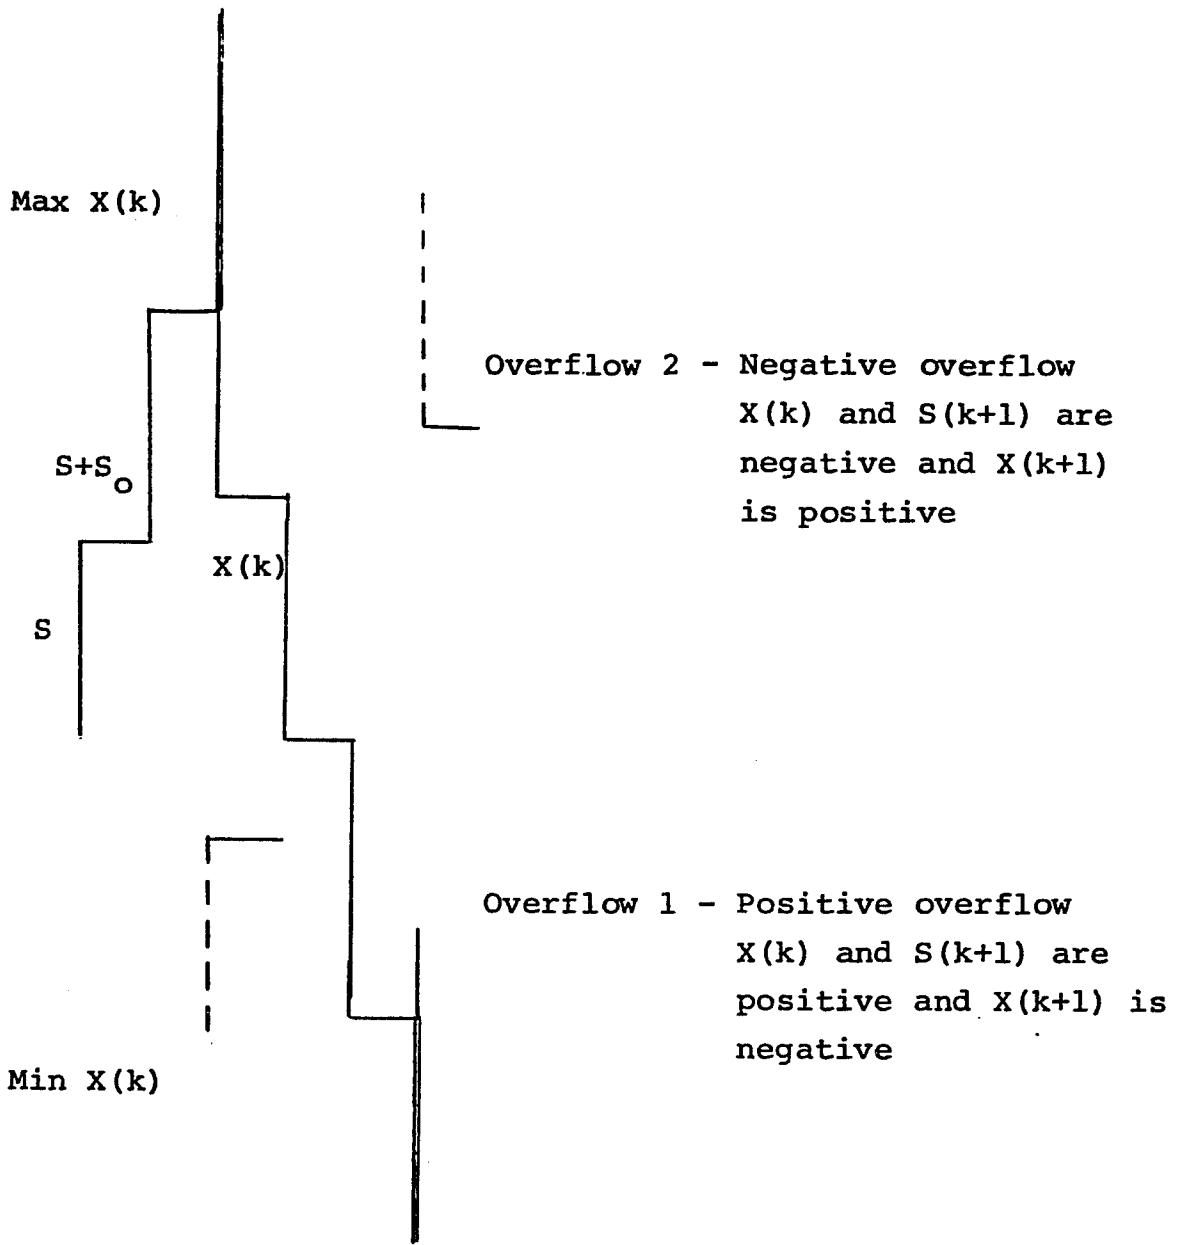 Max X(k)
Overflow 2 - Negative overflow
X(k) and S(k+1) are
negative and X(k+1)
is positive
S+So
X(k)
S
Overflow 1 - Positive overflow
X(k) and S(k+1) are
positive and X(k+1) is
negative
Min X(k)